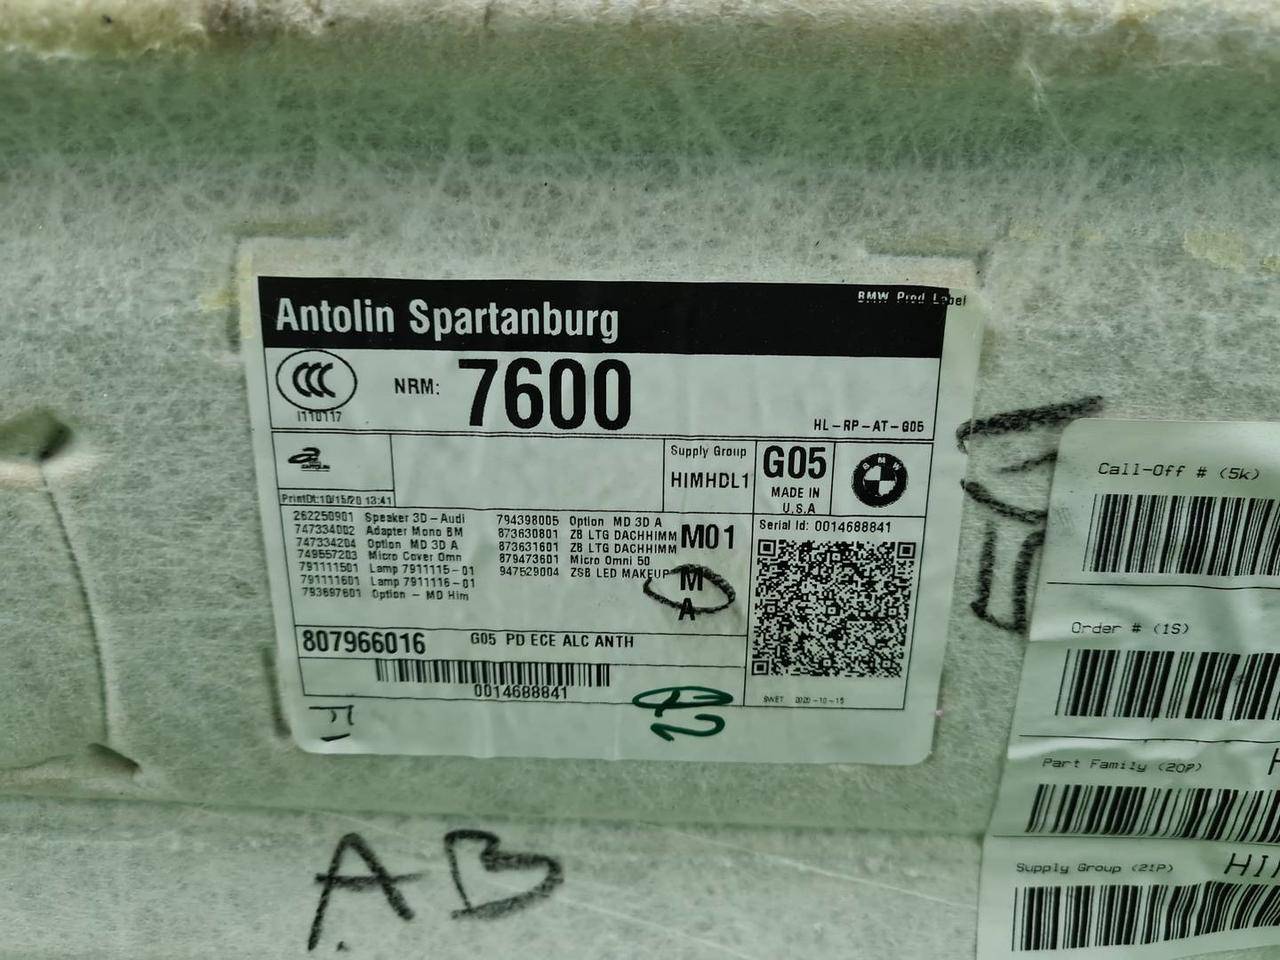 BMW Prod Label
Antolin Spartanburg
CCC
I110117
NRM: 7600
HL-RP-AT-G05
PrintDt:10/15/20 13:41
Supply Group
HIMHDL1
G05
MADE IN
U.S.A
BMW
262250901 Speaker 3D-Audi
747334002 Adapter Mono BM
747334204 Option MD 3D A
749557203 Micro Cover Omn
791111501 Lamp 7911115-01
791111601 Lamp 7911116-01
793697601 Option - MD Him
794398005 Option MD 3D A
873630801 ZB LTG DACHHIMM
873631601 ZB LTG DACHHIMM
879473601 Micro Omni 50
947529004 ZSB LED MAKEUP
M01
M
A
Serial Id: 0014688841
807966016 G05 PD ECE ALC ANTH
0014688841
SWET 2020-10-15
AB
Call-Off # (5k)
Order # (1S)
Part Family (20P)
Supply Group (21P)